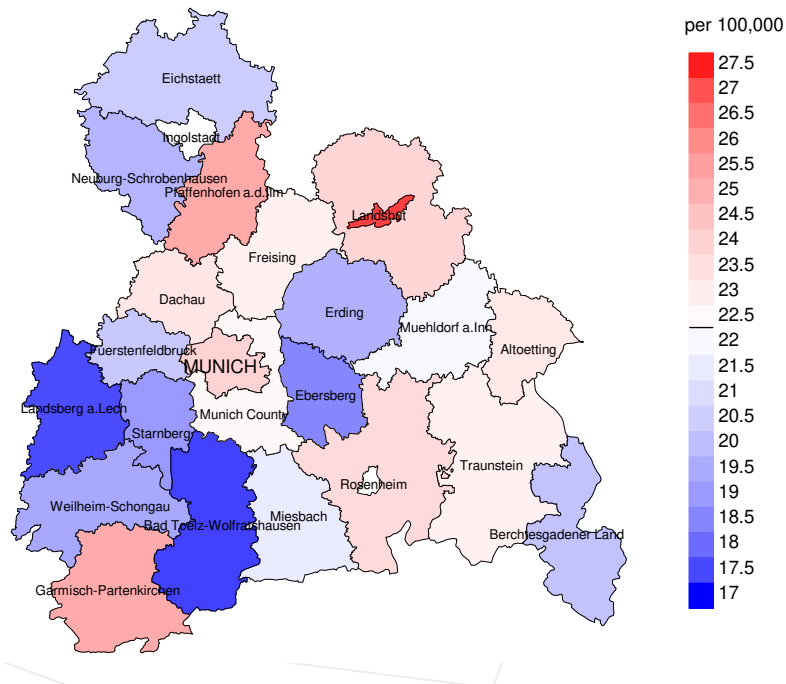 per 100,000
27.5
27
26.5
26
25.5
25
24.5
24
23.5
23
22.5
22
21.5
21
20.5
20
19.5
19
18.5
18
17.5
17
Eichstaett
Ingolstadt
Neuburg-Schrobenhausen
Pfaffenhofen a.d.Ilm
Landshut
Freising
Dachau
Erding
Muehldorf a.Inn
Altoetting
Fuerstenfeldbruck
MUNICH
Ebersberg
Landsberg a.Lech
Munich County
Starnberg
Traunstein
Rosenheim
Weilheim-Schongau
Miesbach
Bad Toelz-Wolfratshausen
Berchtesgadener Land
Garmisch-Partenkirchen